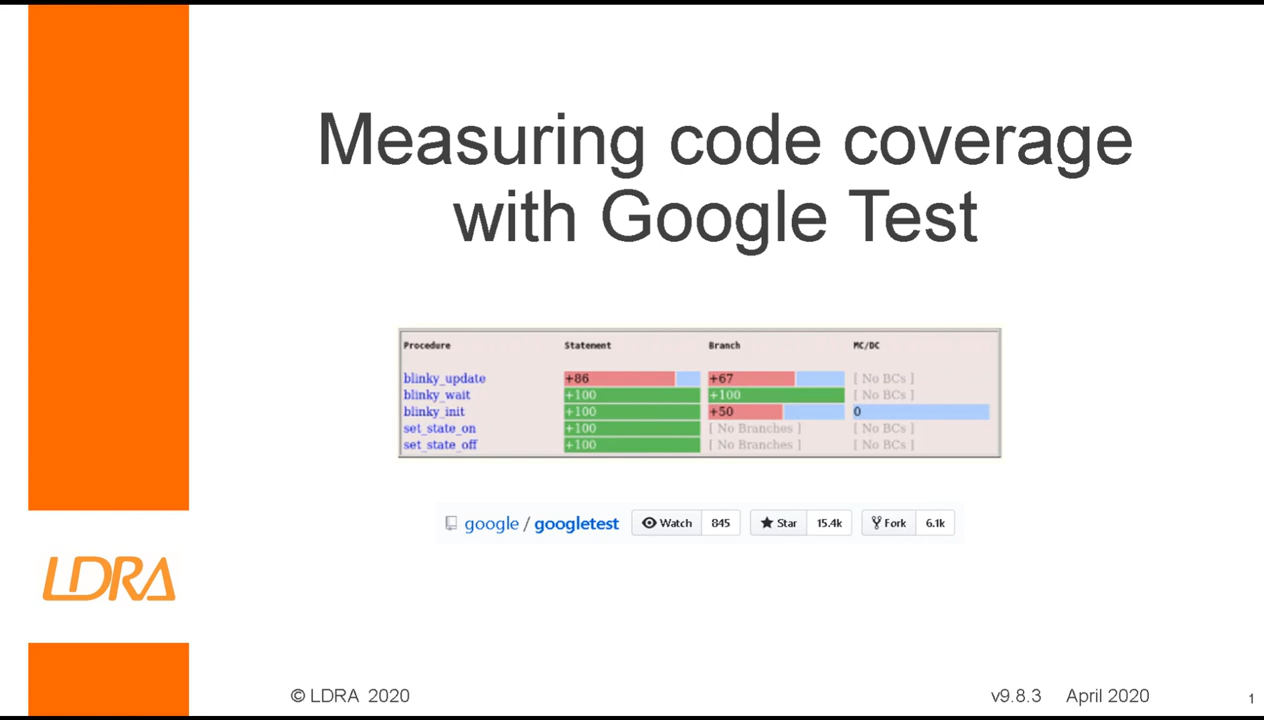 Measuring code coverage
with Google Test
Procedure Statement Branch MC/DC
blinky_update +86 +67 [ No BCs ]
blinky_wait +100 +100 [ No BCs ]
blinky_init +100 +50 0
set_state_on +100 [ No Branches ] [ No BCs ]
set_state_off +100 [ No Branches ] [ No BCs ]
google / googletest Watch 845 Star 15.4k Fork 6.1k
LDRA
© LDRA 2020 v9.8.3 April 2020 1